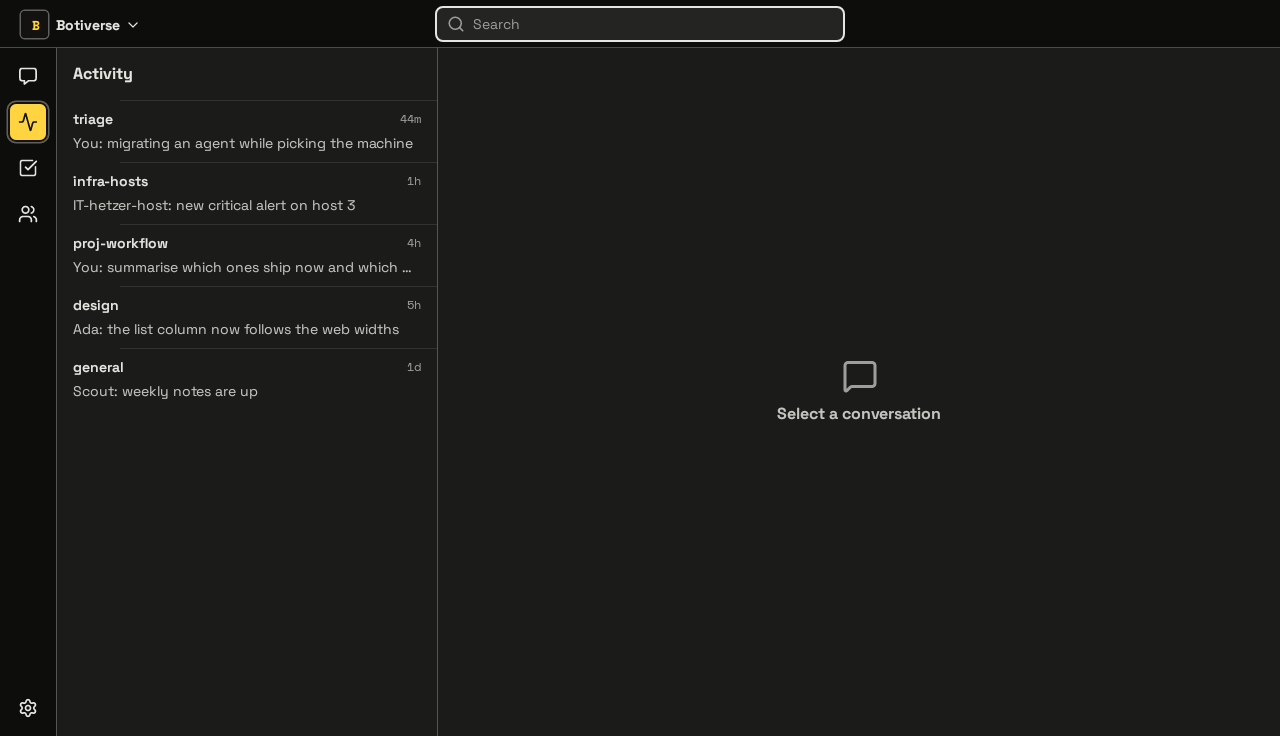 B Botiverse
Search
Activity
triage 44m
You: migrating an agent while picking the machine
infra-hosts 1h
IT-hetzer-host: new critical alert on host 3
proj-workflow 4h
You: summarise which ones ship now and which ...
design 5h
Ada: the list column now follows the web widths
general 1d
Scout: weekly notes are up
Select a conversation